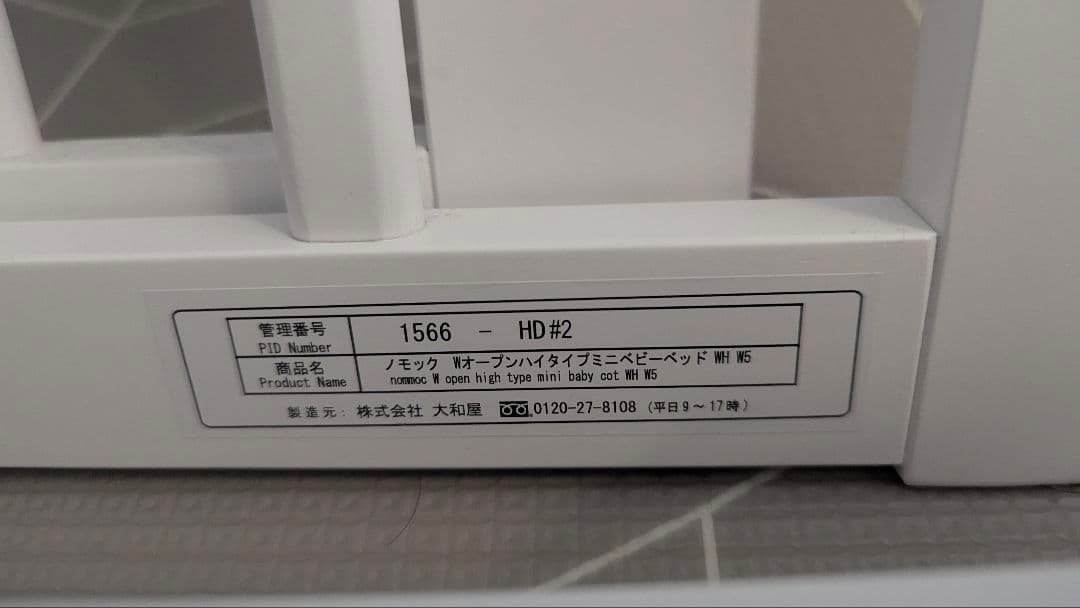 管理番号
PID Number
1566 - HD#2
商品名
Product Name
ノモック Wオープンハイタイプミニベビーベッド WH W5
nommoc W open high type mini baby cot WH W5
製造元: 株式会社 大和屋 0120-27-8108 (平日9~17時)